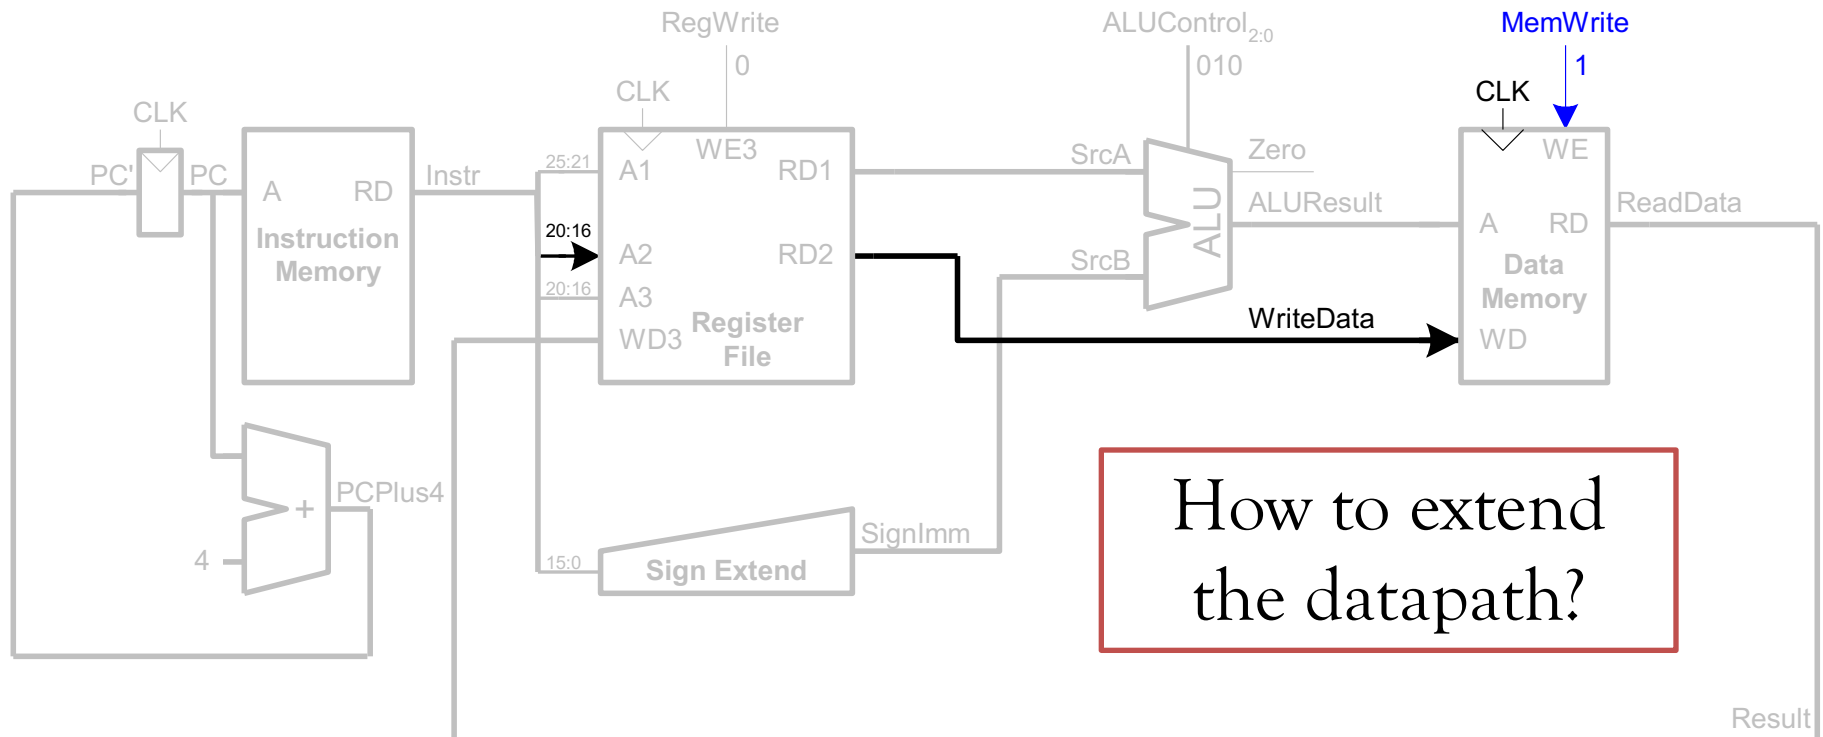 RegWrite
ALUControl2:0
MemWrite
0
010
1
CLK
CLK
CLK
PC'
PC
A
RD
Instruction
Memory
Instr
25:21
20:16
20:16
A1
A2
A3
WD3
WE3
RD1
RD2
Register
File
SrcA
SrcB
ALU
Zero
ALUResult
WriteData
WE
A
RD
Data
Memory
WD
ReadData
+
PCPlus4
4
15:0
Sign Extend
SignImm
How to extend
the datapath?
Result